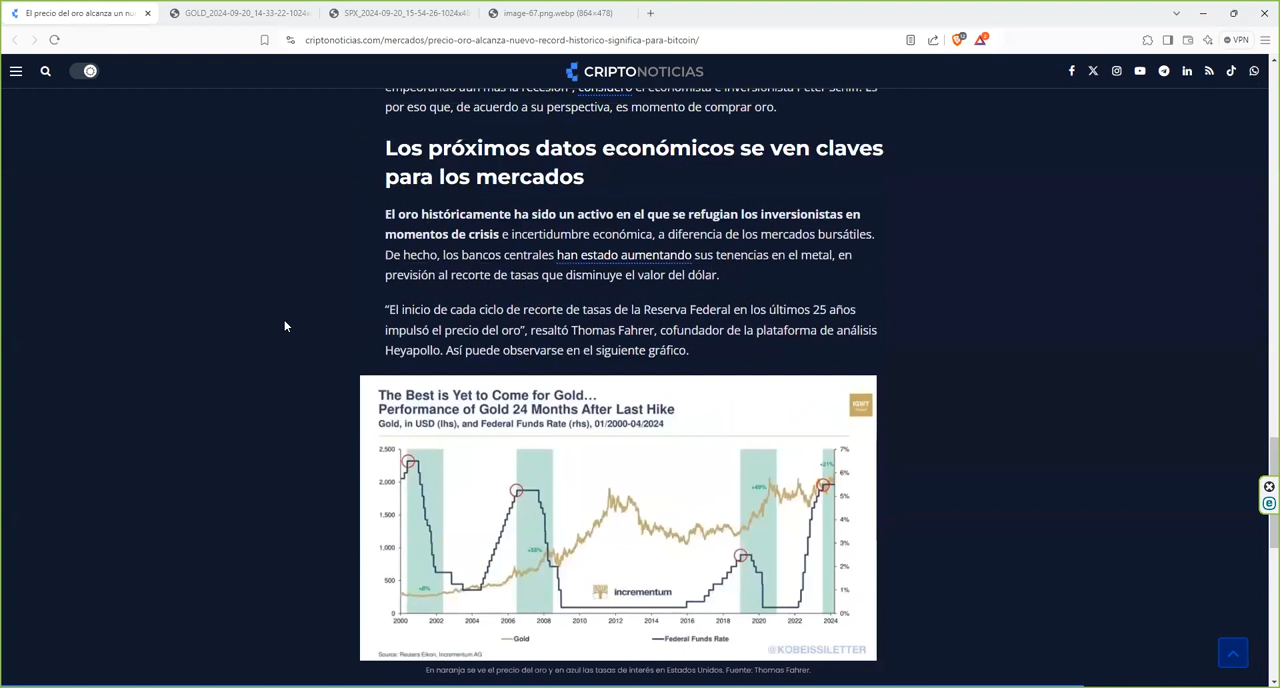 El precio del oro alcanza un nu
GOLD_2024-09-20_14-33-22-1024x
SPX_2024-09-20_15-54-26-1024x4
image-67.png.webp (864×478)
criptonoticias.com/mercados/precio-oro-alcanza-nuevo-record-historico-significa-para-bitcoin/
VPN
CRIPTONOTICIAS
por eso que, de acuerdo a su perspectiva, es momento de comprar oro.
Los próximos datos económicos se ven claves
para los mercados
El oro históricamente ha sido un activo en el que se refugian los inversionistas en
momentos de crisis e incertidumbre económica, a diferencia de los mercados bursátiles.
De hecho, los bancos centrales han estado aumentando sus tenencias en el metal, en
previsión al recorte de tasas que disminuye el valor del dólar.
“El inicio de cada ciclo de recorte de tasas de la Reserva Federal en los últimos 25 años
impulsó el precio del oro”, resaltó Thomas Fahrer, cofundador de la plataforma de análisis
Heyapollo. Así puede observarse en el siguiente gráfico.
The Best is Yet to Come for Gold...
Performance of Gold 24 Months After Last Hike
Gold, in USD (lhs), and Federal Funds Rate (rhs), 01/2000-04/2024
IGWT
2,500
7%
+21%
6%
2,000
+49%
5%
1,500
4%
3%
1,000
+33%
2%
500
1%
incrementum
0
0%
2000 2002 2004 2006 2008 2010 2012 2014 2016 2018 2020 2022 2024
Gold
Federal Funds Rate
Source: Reuters Eikon, Incrementum AG
@KOBEISSILETTER
En naranja se ve el precio del oro y en azul las tasas de interés en Estados Unidos. Fuente: Thomas Fahrer.